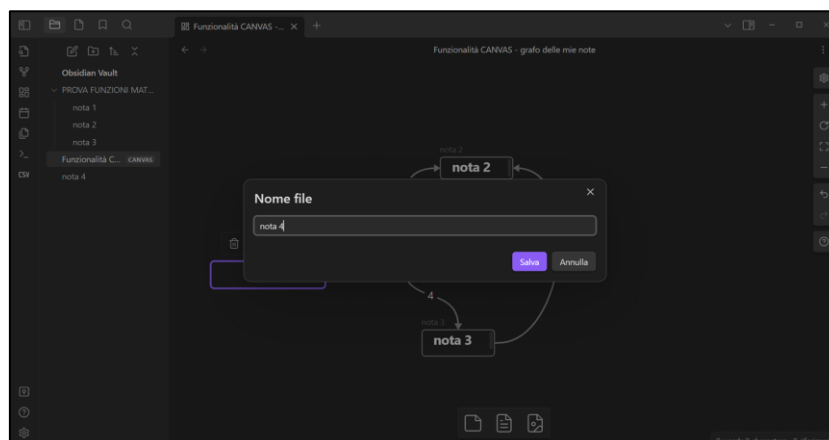 Funzionalità CANVAS -...
Funzionalità CANVAS - grafo delle mie note
Obsidian Vault
PROVA FUNZIONI MAT...
nota 1
nota 2
nota 3
Funzionalità C... CANVAS
nota 4
CSV
nota 2
nota 2
Nome file
nota 4
Salva Annulla
4
nota 3
nota 3